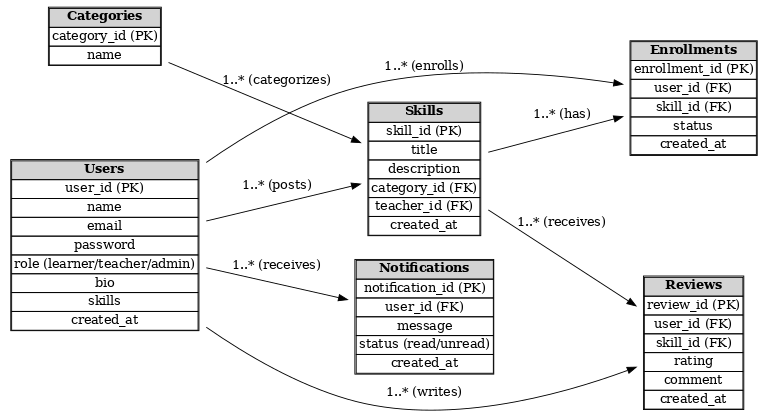 Categories
category_id (PK)
name
1..* (categorizes)
1..* (enrolls)
Enrollments
enrollment_id (PK)
user_id (FK)
skill_id (FK)
status
created_at
Skills
skill_id (PK)
title
description
category_id (FK)
teacher_id (FK)
created_at
1..* (has)
Users
user_id (PK)
name
email
password
role (learner/teacher/admin)
bio
skills
created_at
1..* (posts)
1..* (receives)
1..* (receives)
Notifications
notification_id (PK)
user_id (FK)
message
status (read/unread)
created_at
Reviews
review_id (PK)
user_id (FK)
skill_id (FK)
rating
comment
created_at
1..* (writes)